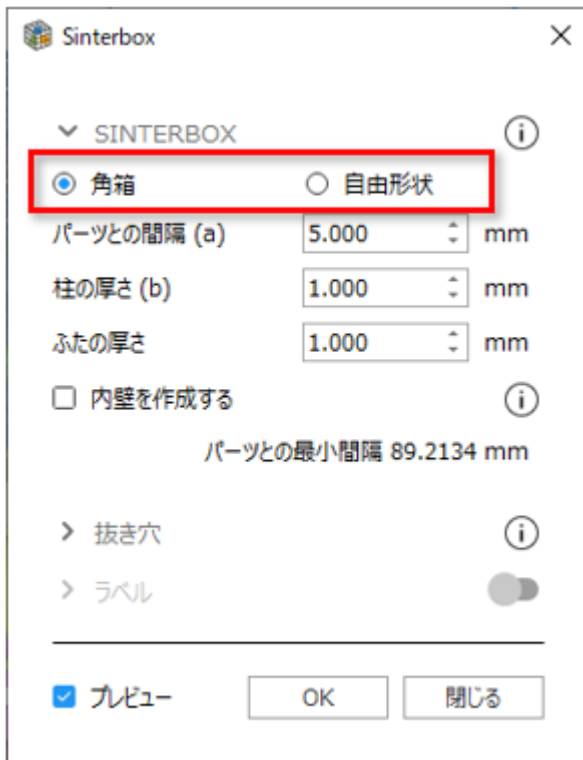 Sinterbox
SINTERBOX
角箱 自由形状
パーツとの間隔 (a) 5.000 mm
柱の厚さ (b) 1.000 mm
ふたの厚さ 1.000 mm
内壁を作成する
パーツとの最小間隔 89.2134 mm
抜き穴
ラベル
プレビュー OK 閉じる